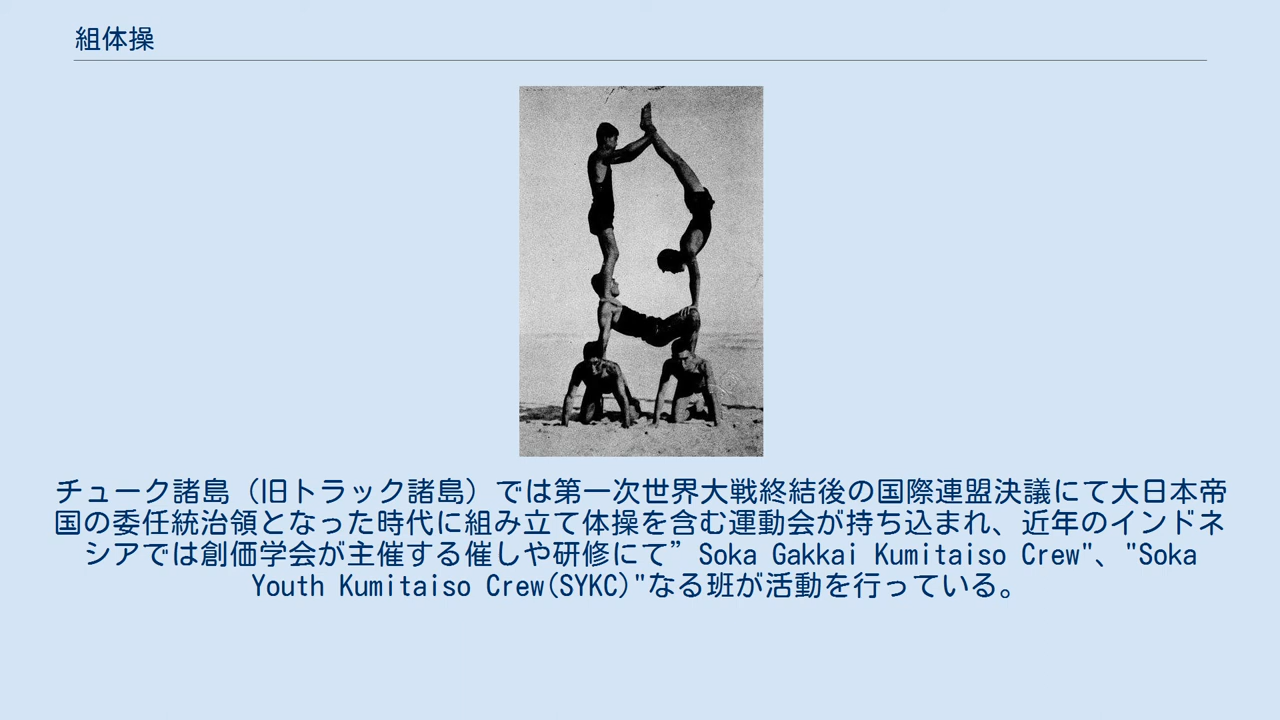 組体操
チューク諸島（旧トラック諸島）では第一次世界大戦終結後の国際連盟決議にて大日本帝
国の委任統治領となった時代に組み立て体操を含む運動会が持ち込まれ、近年のインドネ
シアでは創価学会が主催する催しや研修にて”Soka Gakkai Kumitaiso Crew"、"Soka
Youth Kumitaiso Crew(SYKC)"なる班が活動を行っている。